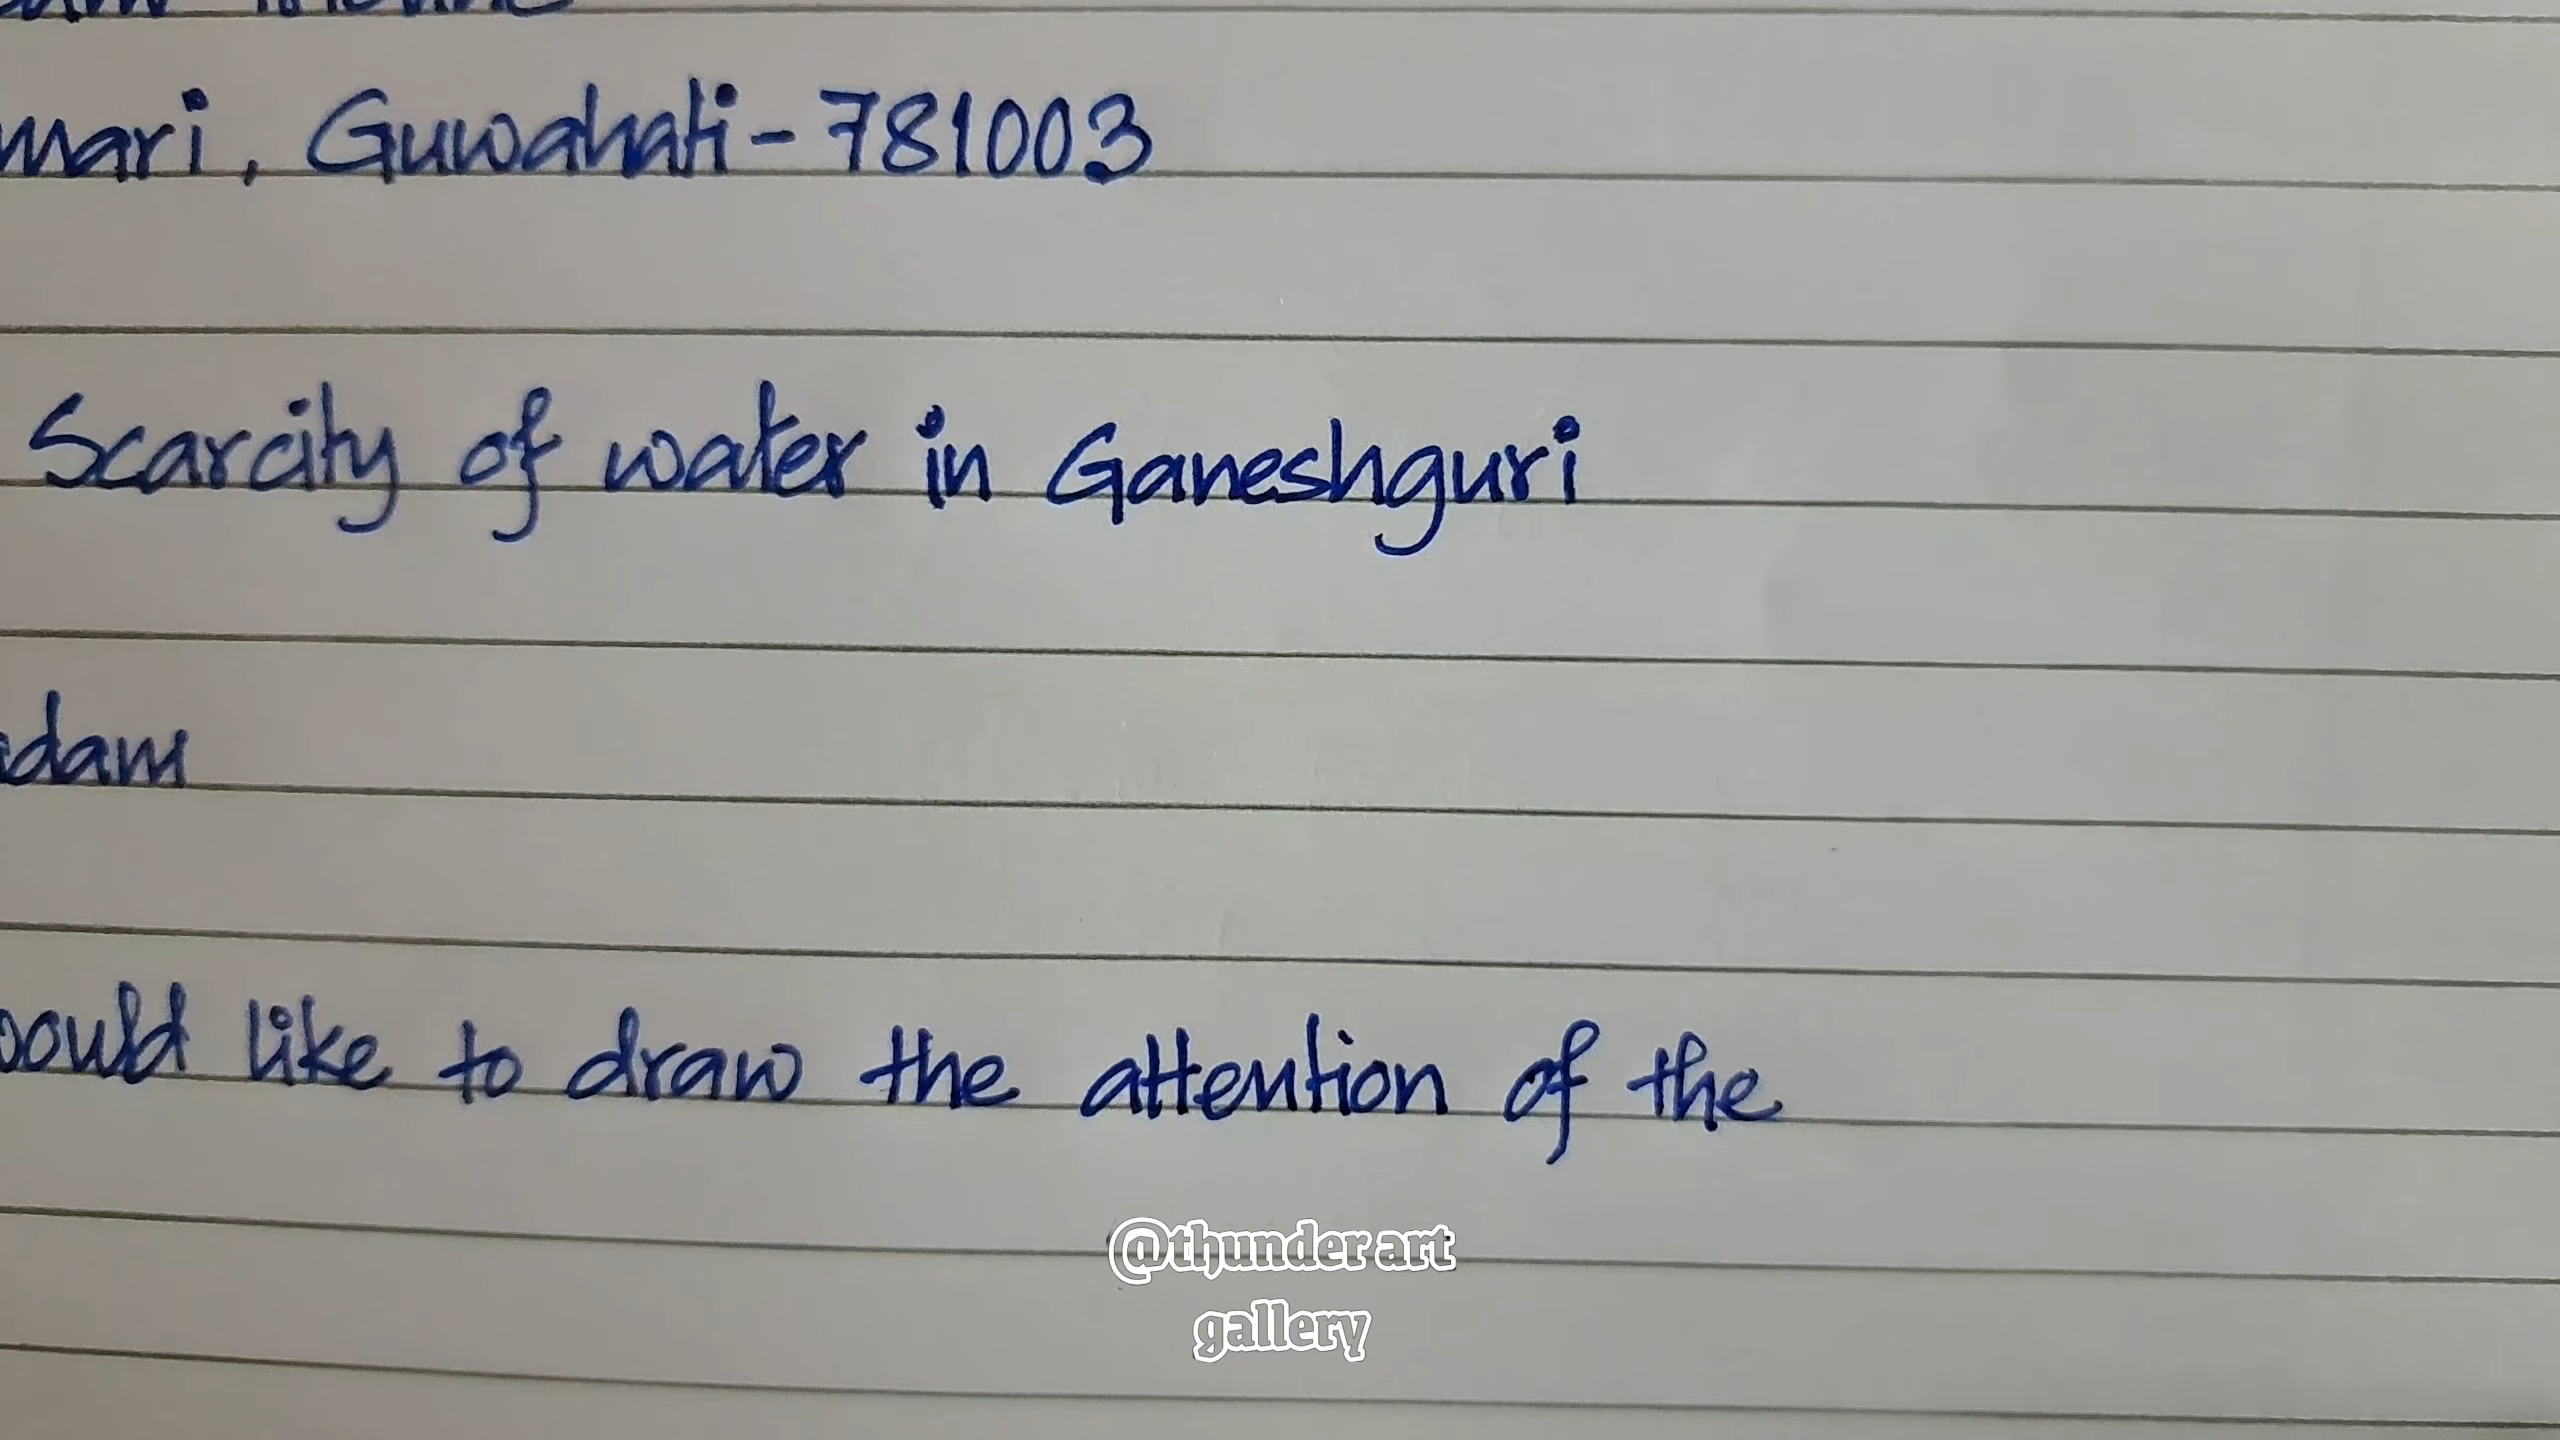 mari, Guwahati - 781003
Scarcity of water in Ganeshguri
adam
would like to draw the attention of the
@thunder art
gallery